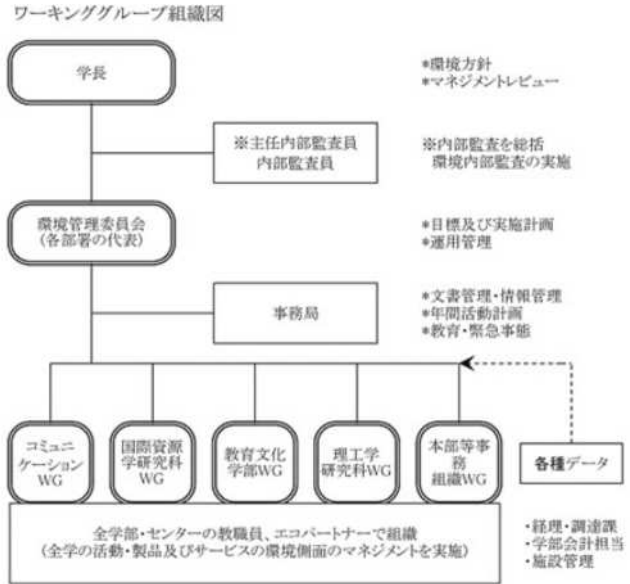 ワーキンググループ組織図
学長
*環境方針
*マネジメントレビュー
※主任内部監査員
内部監査員
※内部監査を総括
環境内部監査の実施
環境管理委員会
(各部署の代表)
*目標及び実施計画
*運用管理
事務局
*文書管理・情報管理
*年間活動計画
*教育・緊急事態
コミュニ
ケーション
WG
国際資源
学研究科
WG
教育文化
学部WG
理工学
研究科WG
本部等事
務
組織WG
各種データ
全学部・センターの教職員、エコパートナーで組織
(全学の活動・製品及びサービスの環境側面のマネジメントを実施)
・経理・調達課
・学部会計担当
・施設管理